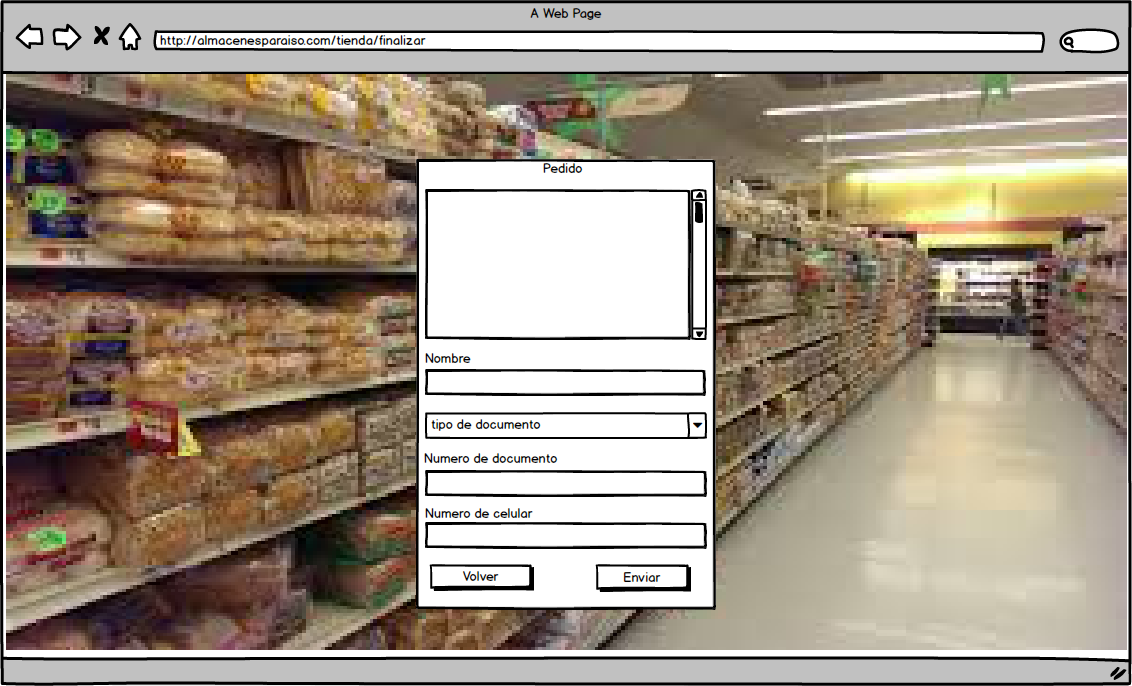 A Web Page
http://almacenesparaiso.com/tienda/finalizar
Pedido
Nombre
tipo de documento
Numero de documento
Numero de celular
Volver
Enviar